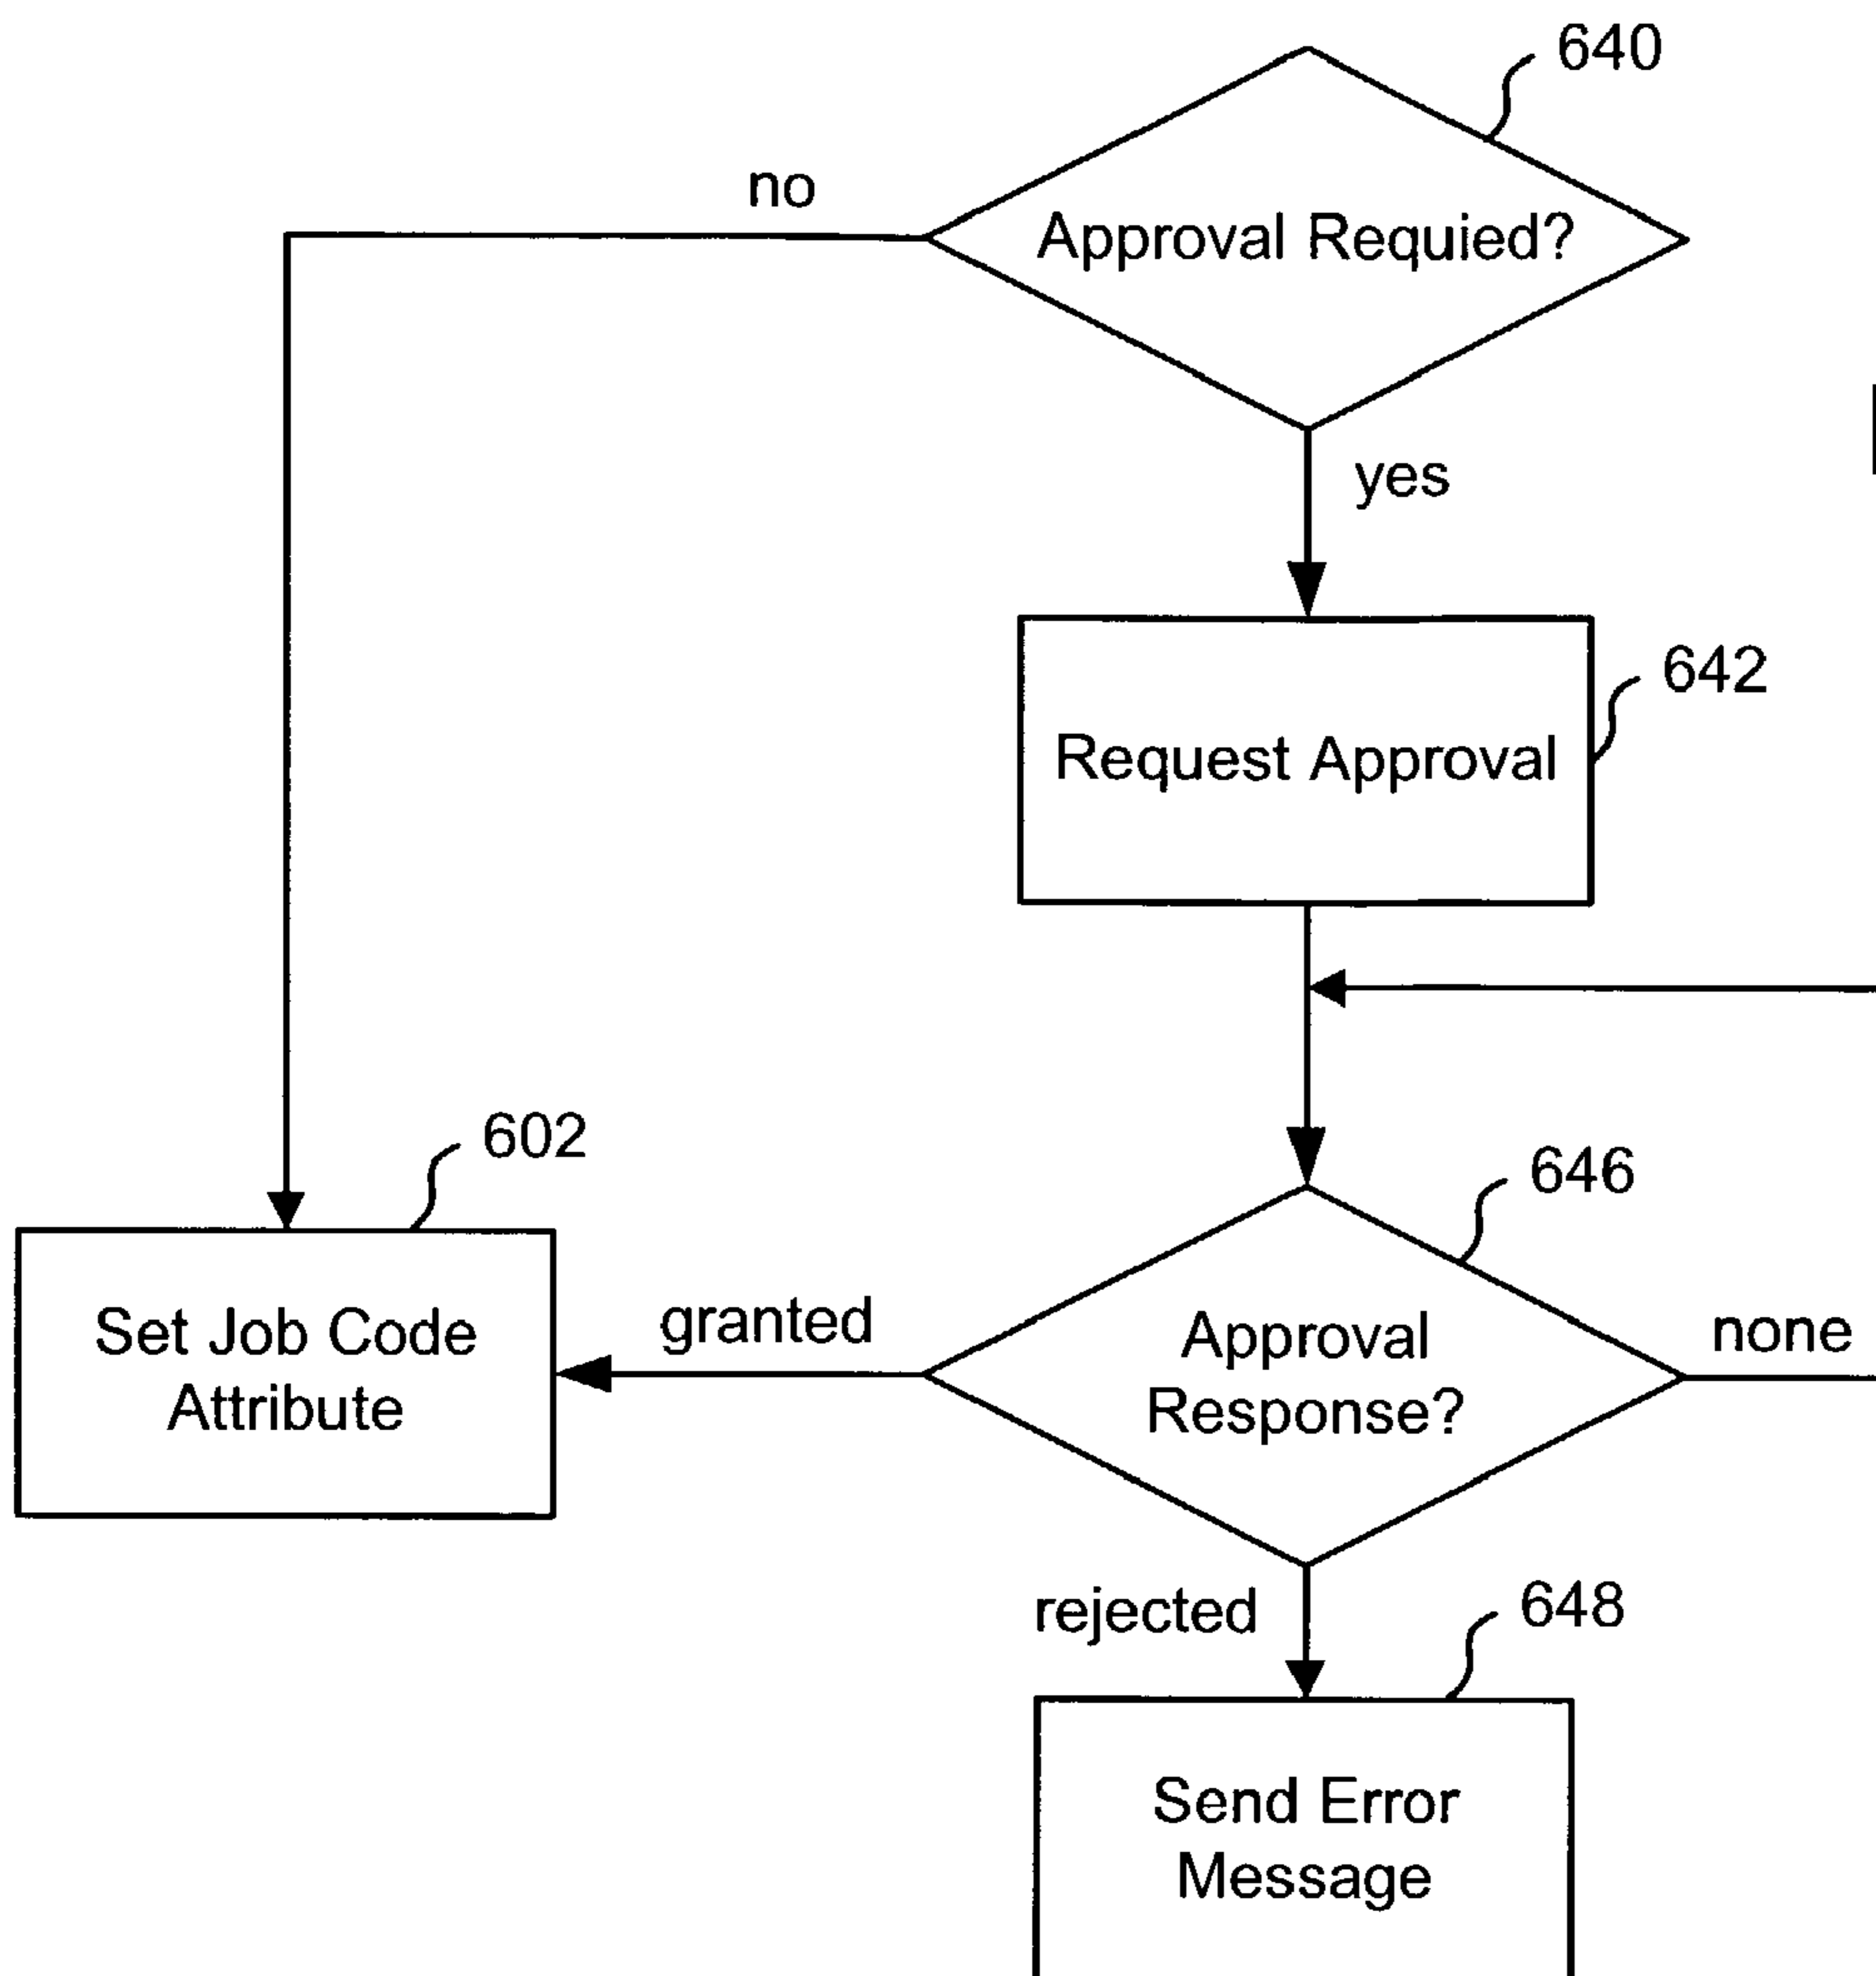 640
no
Approval Requied?
yes
642
Request Approval
602
646
Set Job Code
Attribute
granted
Approval
Response?
none
rejected
648
Send Error
Message